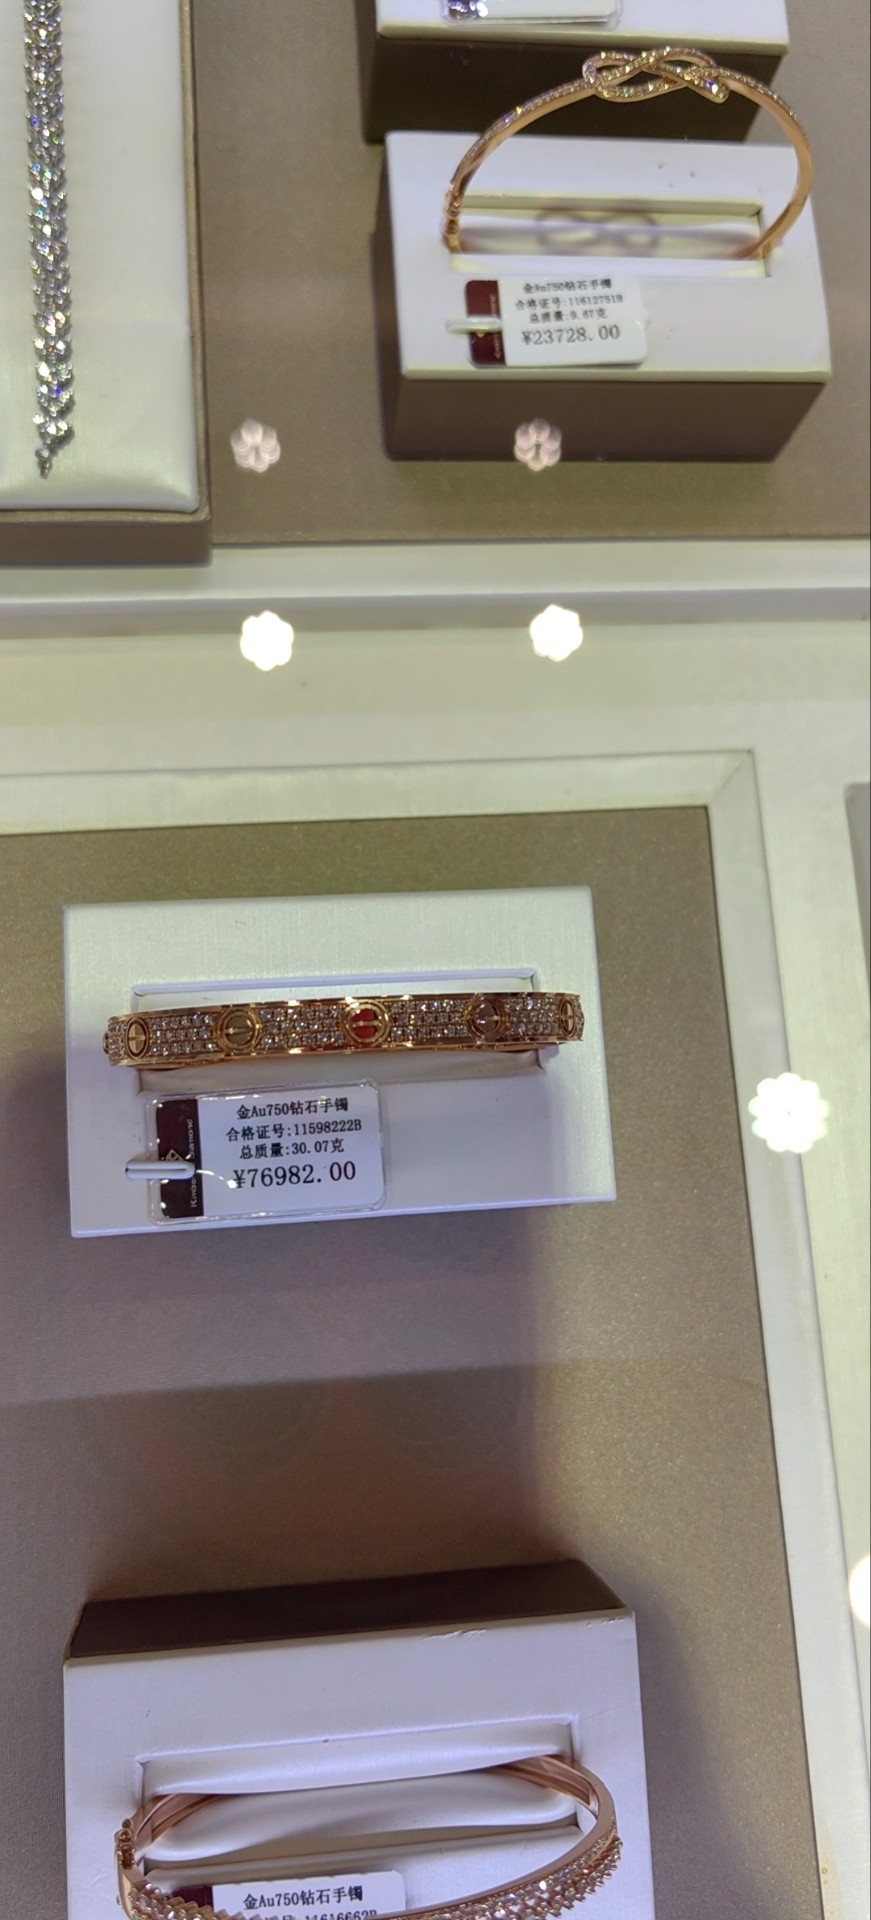 金Au750钻石手镯
合格证号:11612751B
总质量:9.67克
¥23728.00
金Au750钻石手镯
合格证号:11598222B
总质量:30.07克
¥76982.00
金Au750钻石手镯